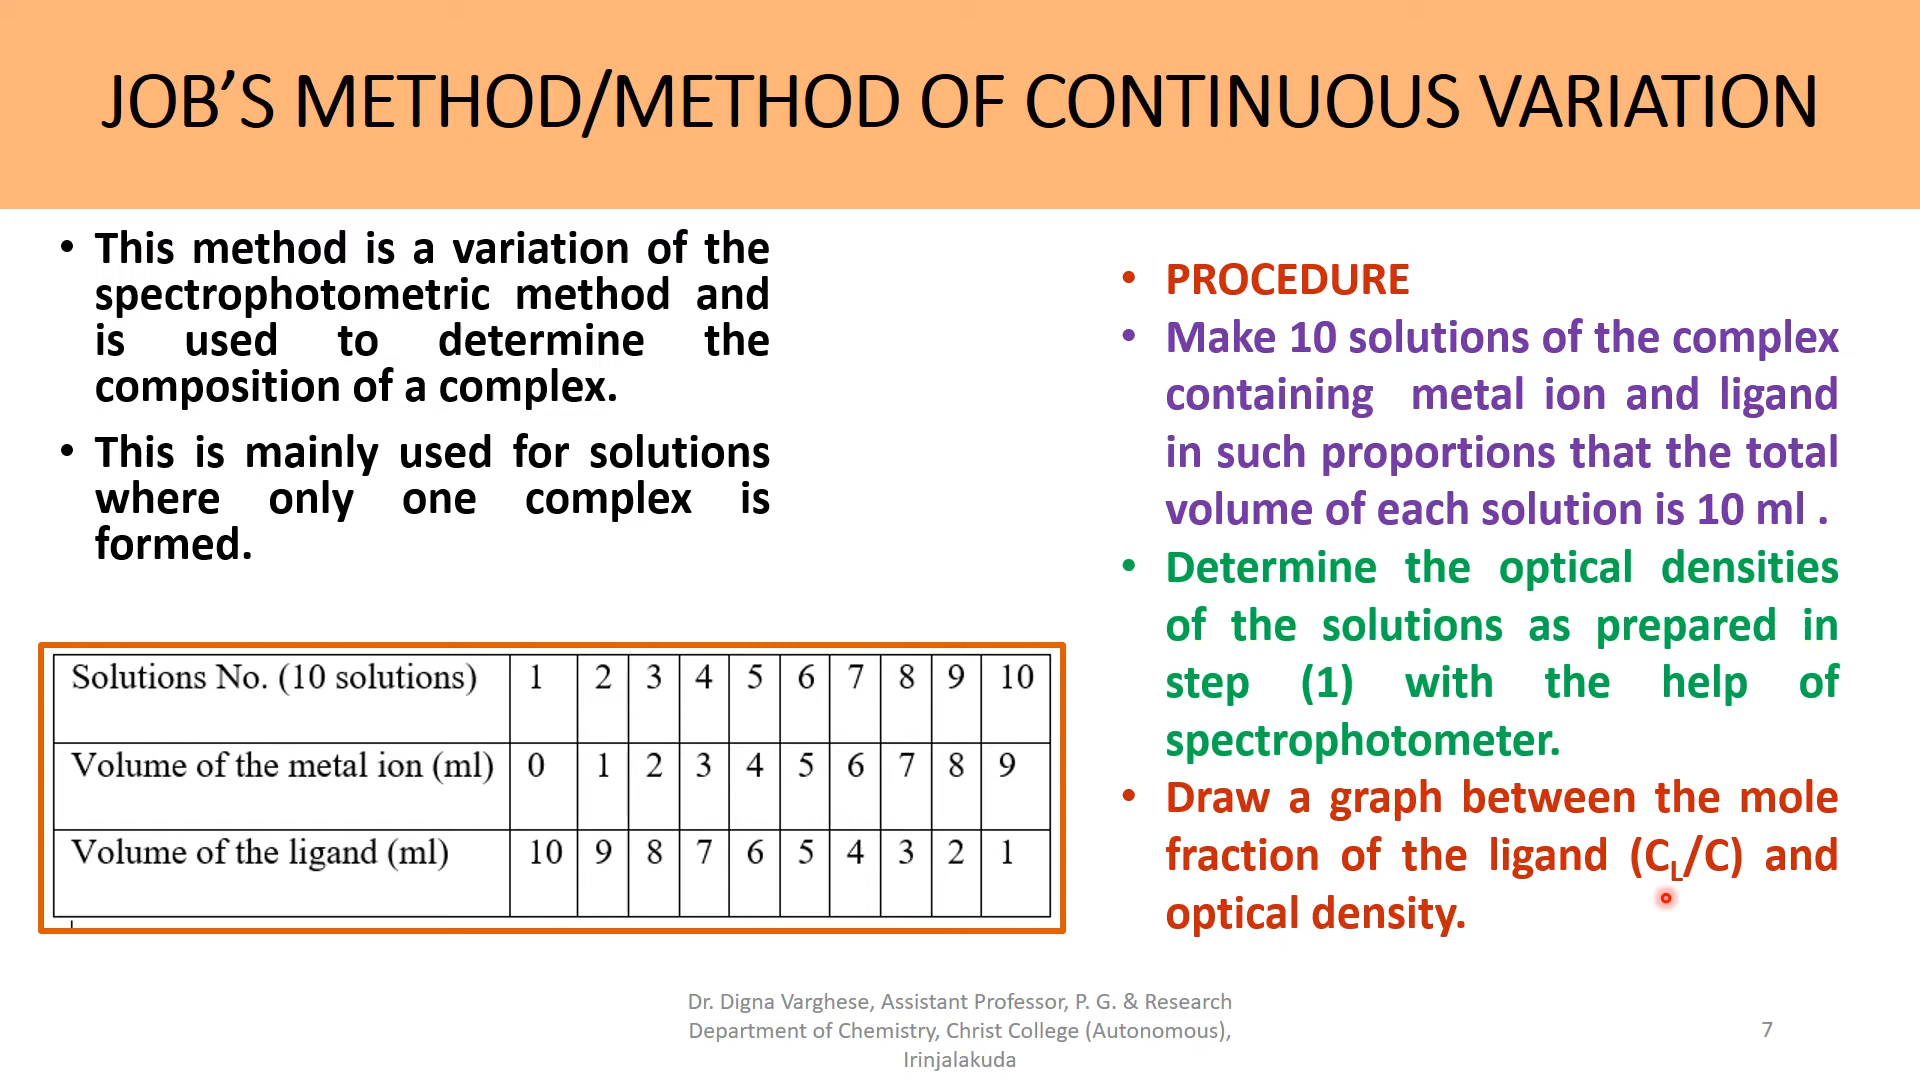 JOB’S METHOD/METHOD OF CONTINUOUS VARIATION
• This method is a variation of the
spectrophotometric method and
is used to determine the
composition of a complex.
• This is mainly used for solutions
where only one complex is
formed.
Solutions No. (10 solutions) 1 2 3 4 5 6 7 8 9 10
Volume of the metal ion (ml) 0 1 2 3 4 5 6 7 8 9
Volume of the ligand (ml) 10 9 8 7 6 5 4 3 2 1
• PROCEDURE
• Make 10 solutions of the complex
containing metal ion and ligand
in such proportions that the total
volume of each solution is 10 ml .
• Determine the optical densities
of the solutions as prepared in
step (1) with the help of
spectrophotometer.
• Draw a graph between the mole
fraction of the ligand (C_L/C) and
optical density.
Dr. Digna Varghese, Assistant Professor, P. G. & Research
Department of Chemistry, Christ College (Autonomous),
Irinjalakuda
7